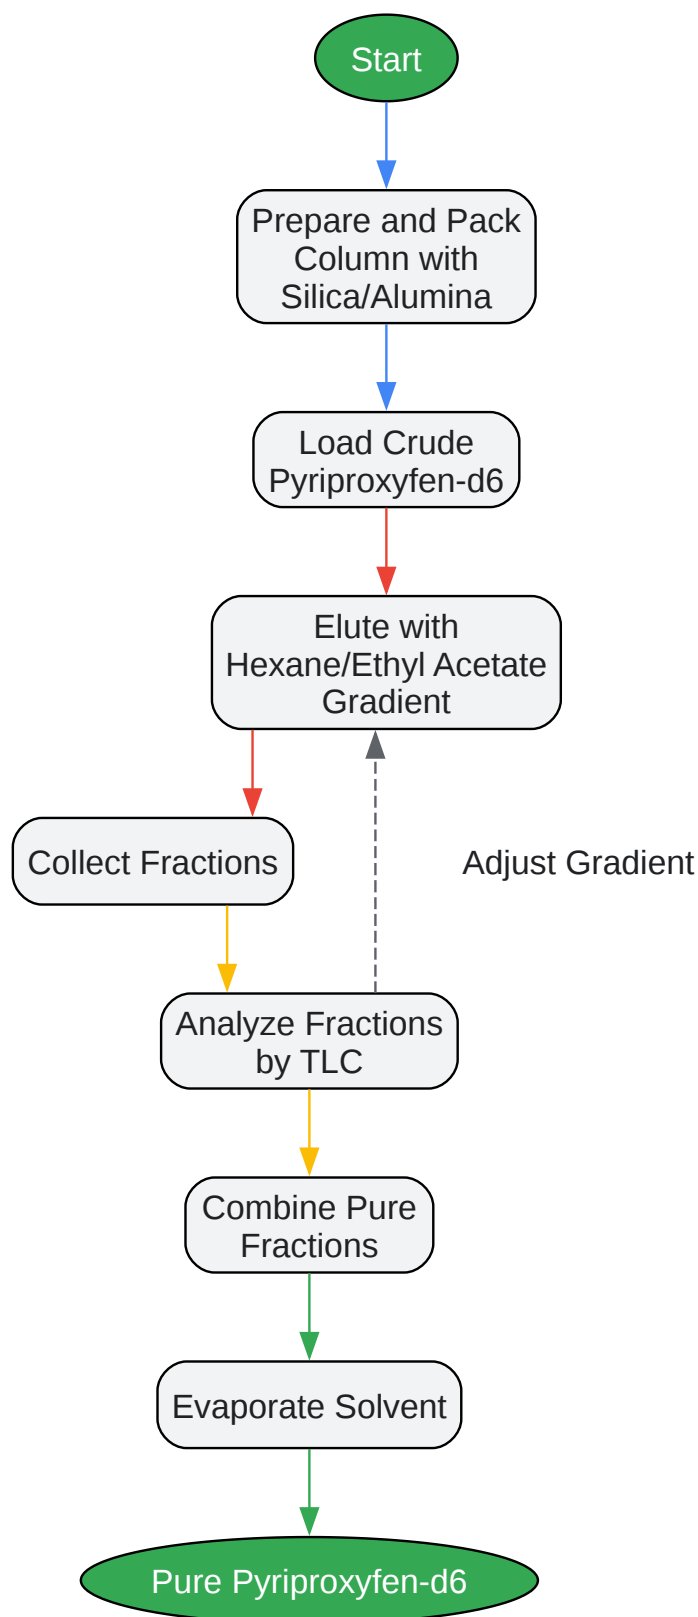 Start
Prepare and Pack
Column with
Silica/Alumina
Load Crude
Pyriproxyfen-d6
Elute with
Hexane/Ethyl Acetate
Gradient
Collect Fractions
Adjust Gradient
Analyze Fractions
by TLC
Combine Pure
Fractions
Evaporate Solvent
Pure Pyriproxyfen-d6